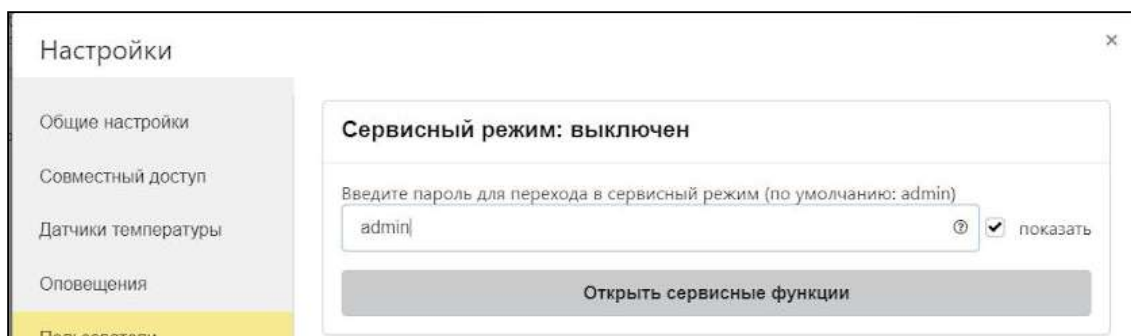 Настройки
×
Общие настройки
Совместный доступ
Датчики температуры
Оповещения
Пользователи
Сервисный режим: выключен
Введите пароль для перехода в сервисный режим (по умолчанию: admin)
admin
показать
Открыть сервисные функции